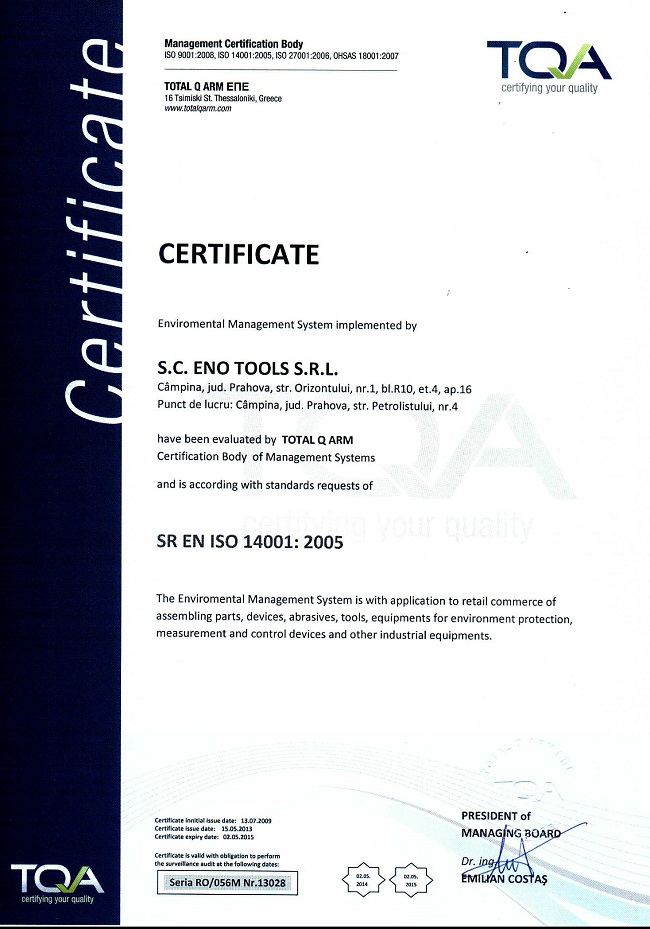 Certificate
Management Certification Body
ISO 9001:2008, ISO 14001:2005, ISO 27001:2006, OHSAS 18001:2007
TQA
certifying your quality
TOTAL Q ARM ΕΠΕ
16 Tsimiski St. Thessaloniki, Greece
www.totalqarm.com
CERTIFICATE
Enviromental Management System implemented by
S.C. ENO TOOLS S.R.L.
Câmpina, jud. Prahova, str. Orizontului, nr.1, bl.R10, et.4, ap.16
Punct de lucru: Câmpina, jud. Prahova, str. Petrolistului, nr.4
have been evaluated by TOTAL Q ARM
Certification Body of Management Systems
and is according with standards requests of
TQA
certifying your quality
SR EN ISO 14001: 2005
The Enviromental Management System is with application to retail commerce of
assembling parts, devices, abrasives, tools, equipments for environment protection,
measurement and control devices and other industrial equipments.
Certificate innitial issue date: 13.07.2009
Certificate issue date: 15.05.2013
Certificate expiry date: 02.05.2015
Certificate is valid with obligation to perform
the surveillance audit at the following dates:
Seria RO/056M Nr.13028
02.05.
2014
02.05.
2015
PRESIDENT of
MANAGING BOARD
Dr. ing.
EMILIAN COSTAȘ
TQA
certifying your quality